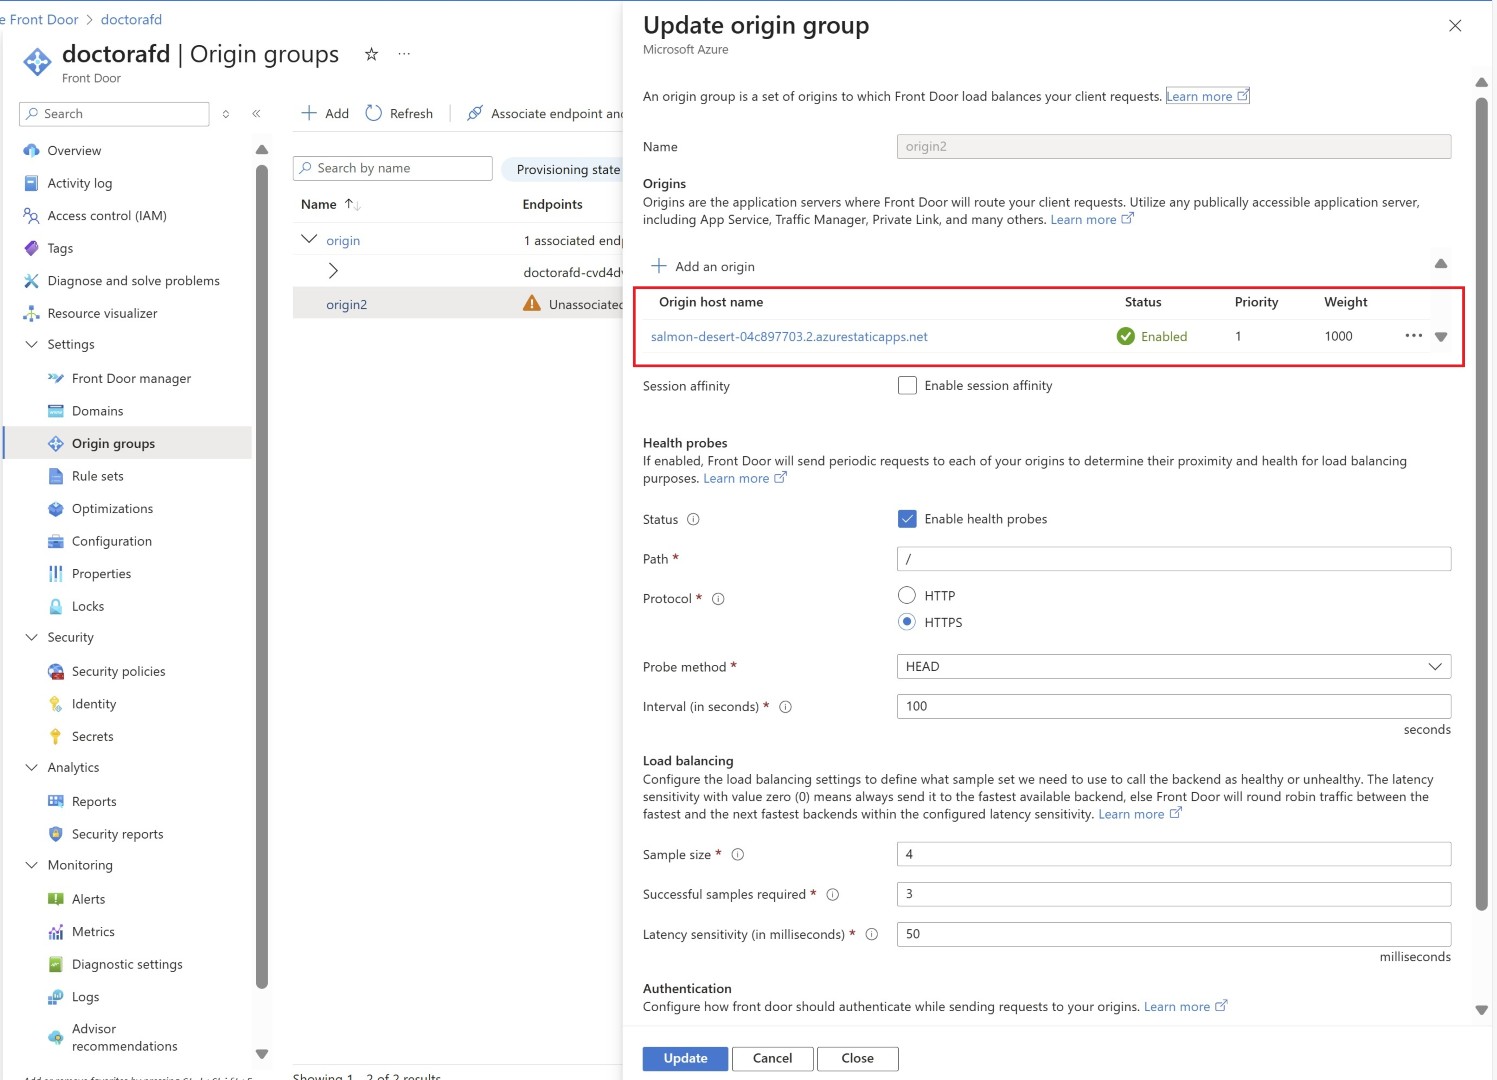 e Front Door > doctorafd
doctorafd | Origin groups
Front Door
Search
Overview
Activity log
Access control (IAM)
Tags
Diagnose and solve problems
Resource visualizer
Settings
Front Door manager
Domains
Origin groups
Rule sets
Optimizations
Configuration
Properties
Locks
Security
Security policies
Identity
Secrets
Analytics
Reports
Security reports
Monitoring
Alerts
Metrics
Diagnostic settings
Logs
Advisor
recommendations
Add Refresh Associate endpoint and
Search by name Provisioning state
Name Endpoints
origin 1 associated endp
doctorafd-cvd4d
origin2 Unassociated
Showing 1 - 2 of 2 results
Update origin group
Microsoft Azure
An origin group is a set of origins to which Front Door load balances your client requests. Learn more
Name origin2
Origins
Origins are the application servers where Front Door will route your client requests. Utilize any publically accessible application server,
including App Service, Traffic Manager, Private Link, and many others. Learn more
Add an origin
Origin host name Status Priority Weight
salmon-desert-04c897703.2.azurestaticapps.net Enabled 1 1000
Session affinity Enable session affinity
Health probes
If enabled, Front Door will send periodic requests to each of your origins to determine their proximity and health for load balancing
purposes. Learn more
Status Enable health probes
Path * /
Protocol * HTTP
HTTPS
Probe method * HEAD
Interval (in seconds) * 100
seconds
Load balancing
Configure the load balancing settings to define what sample set we need to use to call the backend as healthy or unhealthy. The latency
sensitivity with value zero (0) means always send it to the fastest available backend, else Front Door will round robin traffic between the
fastest and the next fastest backends within the configured latency sensitivity. Learn more
Sample size * 4
Successful samples required * 3
Latency sensitivity (in milliseconds) * 50
milliseconds
Authentication
Configure how front door should authenticate while sending requests to your origins. Learn more
Update Cancel Close